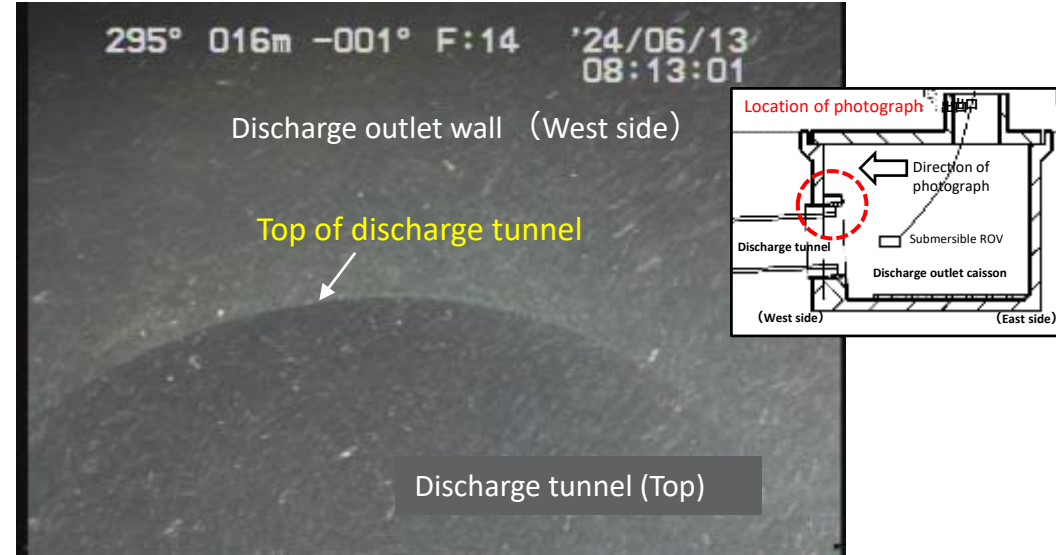 295° 016m -001° F:14 '24/06/13
08:13:01
Discharge outlet wall （West side）
Top of discharge tunnel
Discharge tunnel (Top)
Location of photograph
Direction of
photograph
Discharge tunnel
Submersible ROV
Discharge outlet caisson
（West side）
（East side）